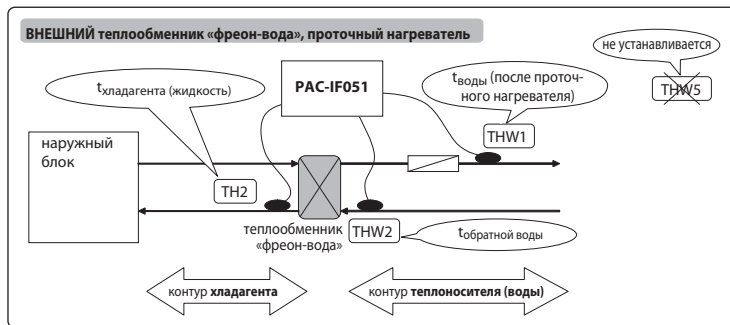 ВНЕШНИЙ теплообменник «фреон-вода», проточный нагреватель
не устанавливается
THW5
tхладагента (жидкость)
PAC-IF051
tводы (после проточ-
ного нагревателя)
THW1
наружный
блок
TH2
теплообменник
«фреон-вода»
THW2
tобратной воды
контур хладагента
контур теплоносителя (воды)